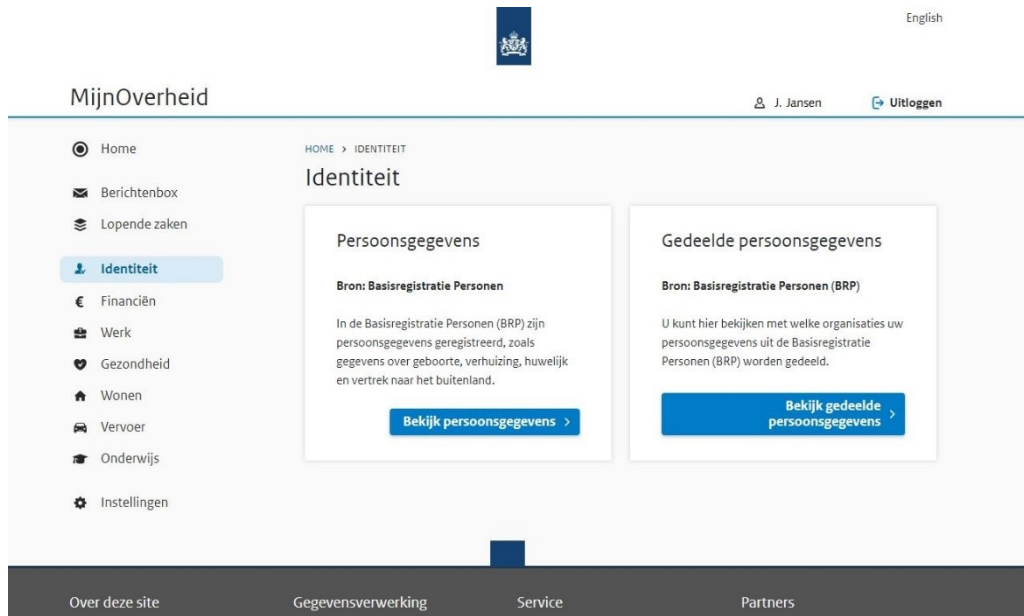 English
MijnOverheid
J. Jansen
Uitloggen
Home
Berichtenbox
Lopende zaken
Identiteit
€ Financiën
Werk
Gezondheid
Wonen
Vervoer
Onderwijs
Instellingen
HOME > IDENTITEIT
Identiteit
Persoonsgegevens
Bron: Basisregistratie Personen
In de Basisregistratie Personen (BRP) zijn
persoonsgegevens geregistreerd, zoals
gegevens over geboorte, verhuizing, huwelijk
en vertrek naar het buitenland.
Bekijk persoonsgegevens >
Gedeelde persoonsgegevens
Bron: Basisregistratie Personen (BRP)
U kunt hier bekijken met welke organisaties uw
persoonsgegevens uit de Basisregistratie
Personen (BRP) worden gedeeld.
Bekijk gedeelde
persoonsgegevens >
Over deze site
Gegevensverwerking
Service
Partners